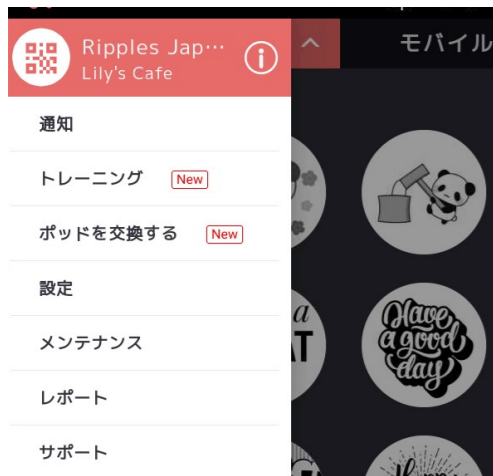 Ripples Jap…
Lily's Cafe
モバイル
通知
トレーニング New
ポッドを交換する New
設定
メンテナンス
レポート
サポート
a
Have
a good
day